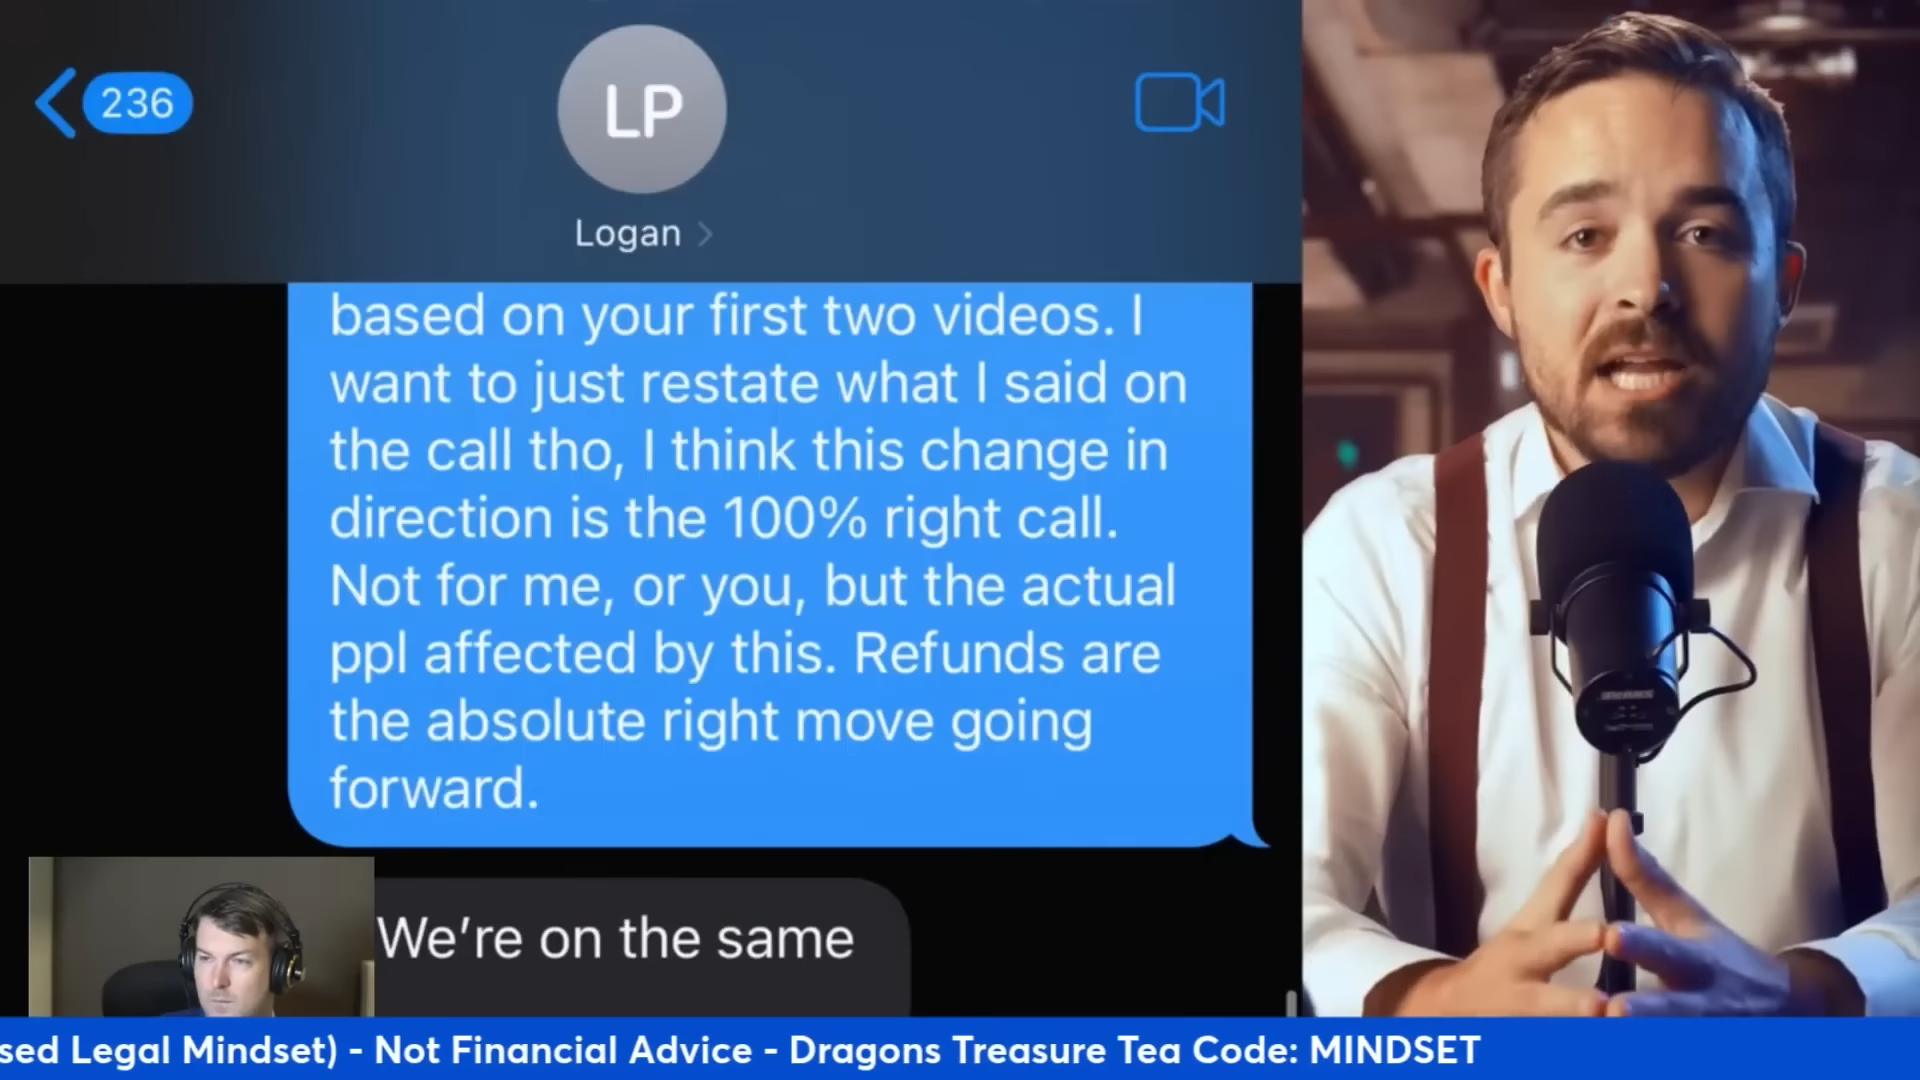 236
LP
Logan
based on your first two videos. I
want to just restate what I said on
the call tho, I think this change in
direction is the 100% right call.
Not for me, or you, but the actual
ppl affected by this. Refunds are
the absolute right move going
forward.
We're on the same
sed Legal Mindset) - Not Financial Advice - Dragons Treasure Tea Code: MINDSET